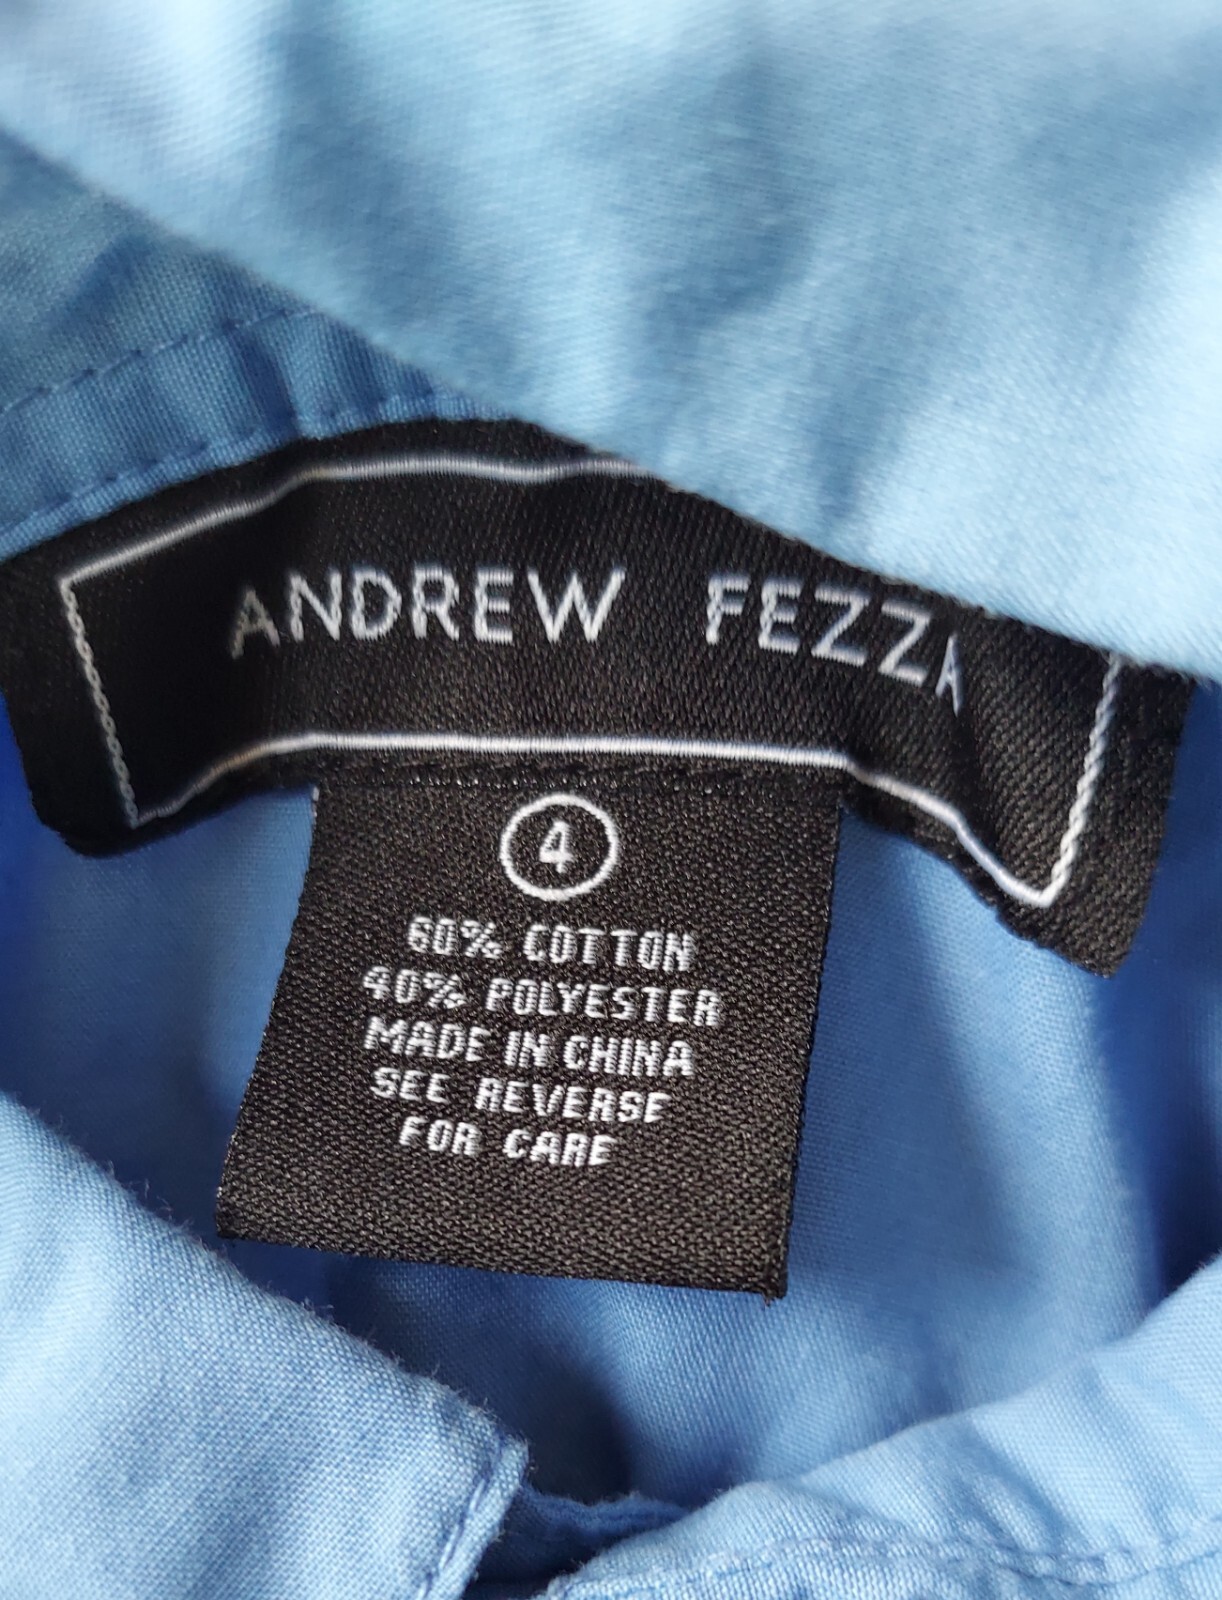 ANDREW FEZZA
4
60% COTTON
40% POLYESTER
MADE IN CHINA
SEE REVERSE
FOR CARE